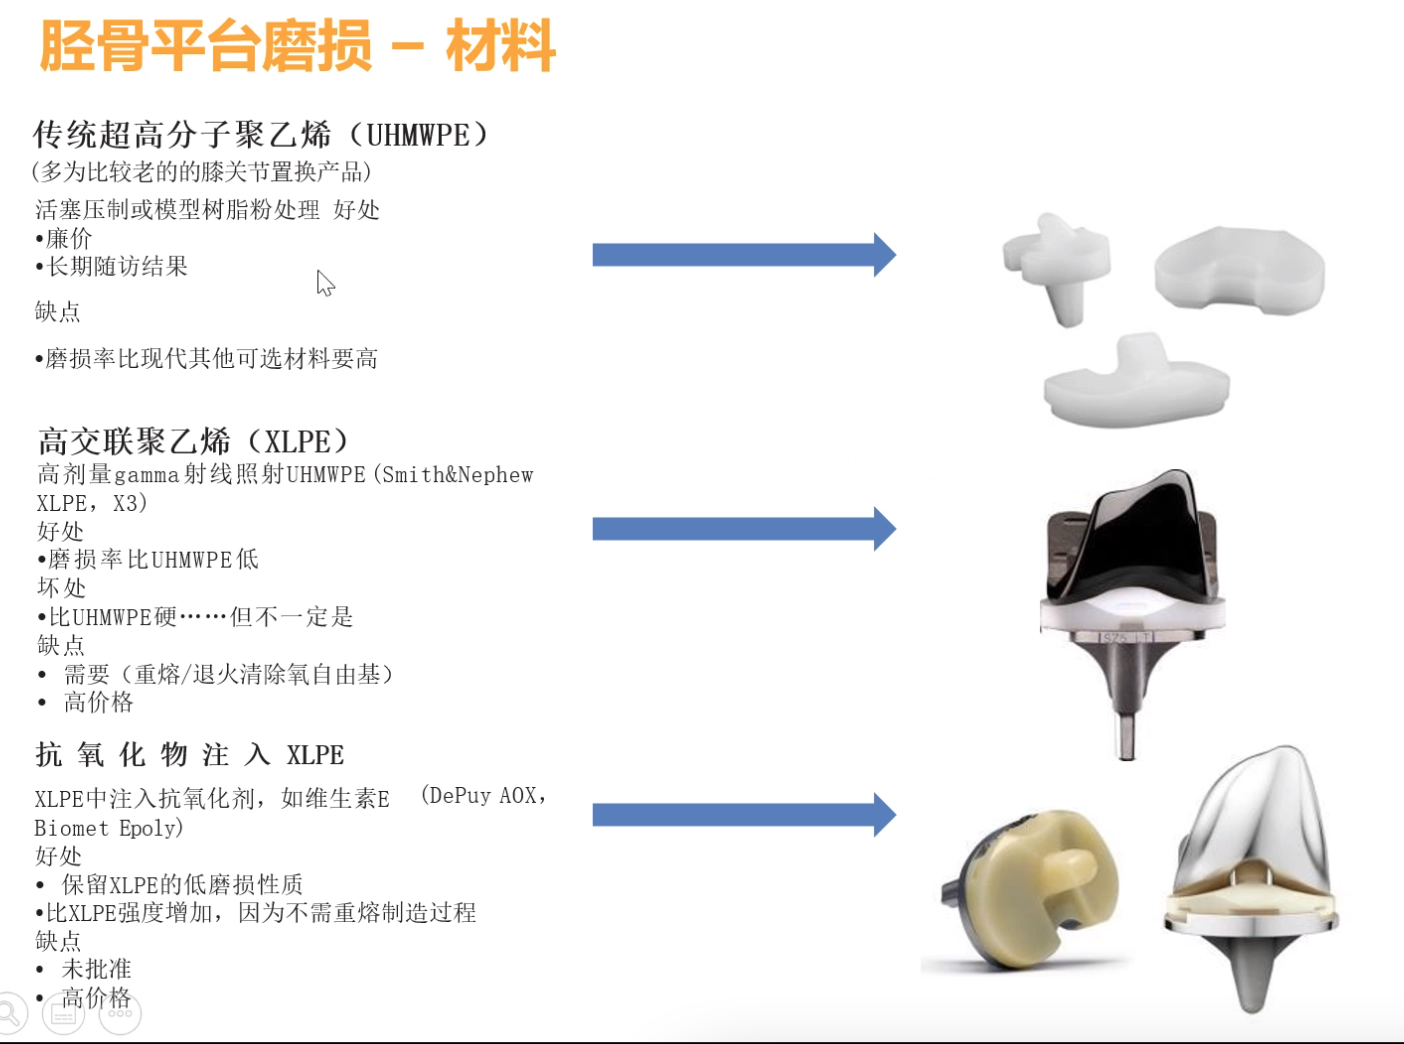 胫骨平台磨损 – 材料
传统超高分子聚乙烯（UHMWPE）
(多为比较老的的膝关节置换产品)
活塞压制或模型树脂粉处理 好处
•廉价
•长期随访结果
缺点
•磨损率比现代其他可选材料要高
高交联聚乙烯（XLPE）
高剂量gamma射线照射UHMWPE(Smith&Nephew
XLPE，X3)
好处
•磨损率比UHMWPE低
坏处
•比UHMWPE硬……但不一定是
缺点
• 需要（重熔/退火清除氧自由基）
• 高价格
抗氧化物注入 XLPE
XLPE中注入抗氧化剂，如维生素E (DePuy AOX，
Biomet Epoly)
好处
• 保留XLPE的低磨损性质
•比XLPE强度增加，因为不需重熔制造过程
缺点
• 未批准
• 高价格
SZ5 LT